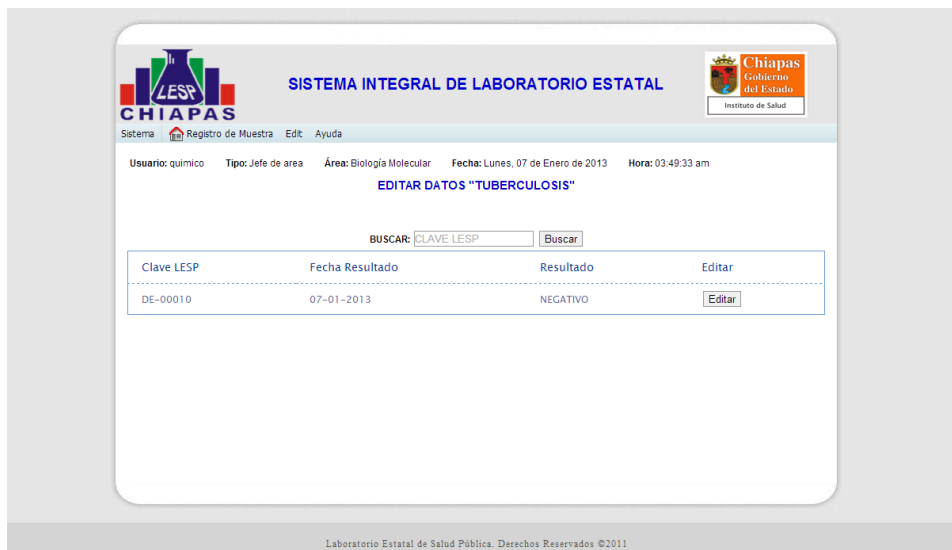 LESP
CHIAPAS
SISTEMA INTEGRAL DE LABORATORIO ESTATAL
Chiapas
Gobierno
del Estado
Instituto de Salud
Sistema Registro de Muestra Edit Ayuda
Usuario: quimico Tipo: Jefe de area Área: Biología Molecular Fecha: Lunes, 07 de Enero de 2013 Hora: 03:49:33 am
EDITAR DATOS "TUBERCULOSIS"
BUSCAR: CLAVE LESP Buscar
Clave LESP Fecha Resultado Resultado Editar
DE-00010 07-01-2013 NEGATIVO Editar
Laboratorio Estatal de Salud Pública. Derechos Reservados ©2011